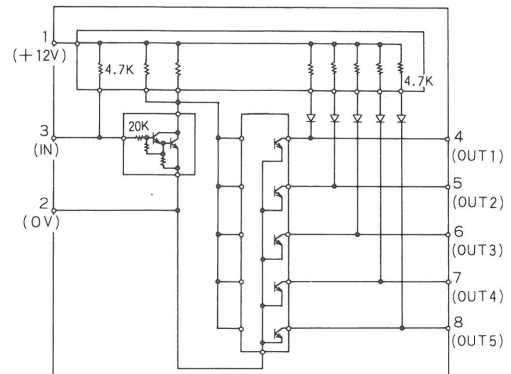 1
(+12V)
4.7K
4.7K
3
(IN)
20K
4
(OUT1)
2
(0V)
5
(OUT2)
6
(OUT3)
7
(OUT4)
8
(OUT5)